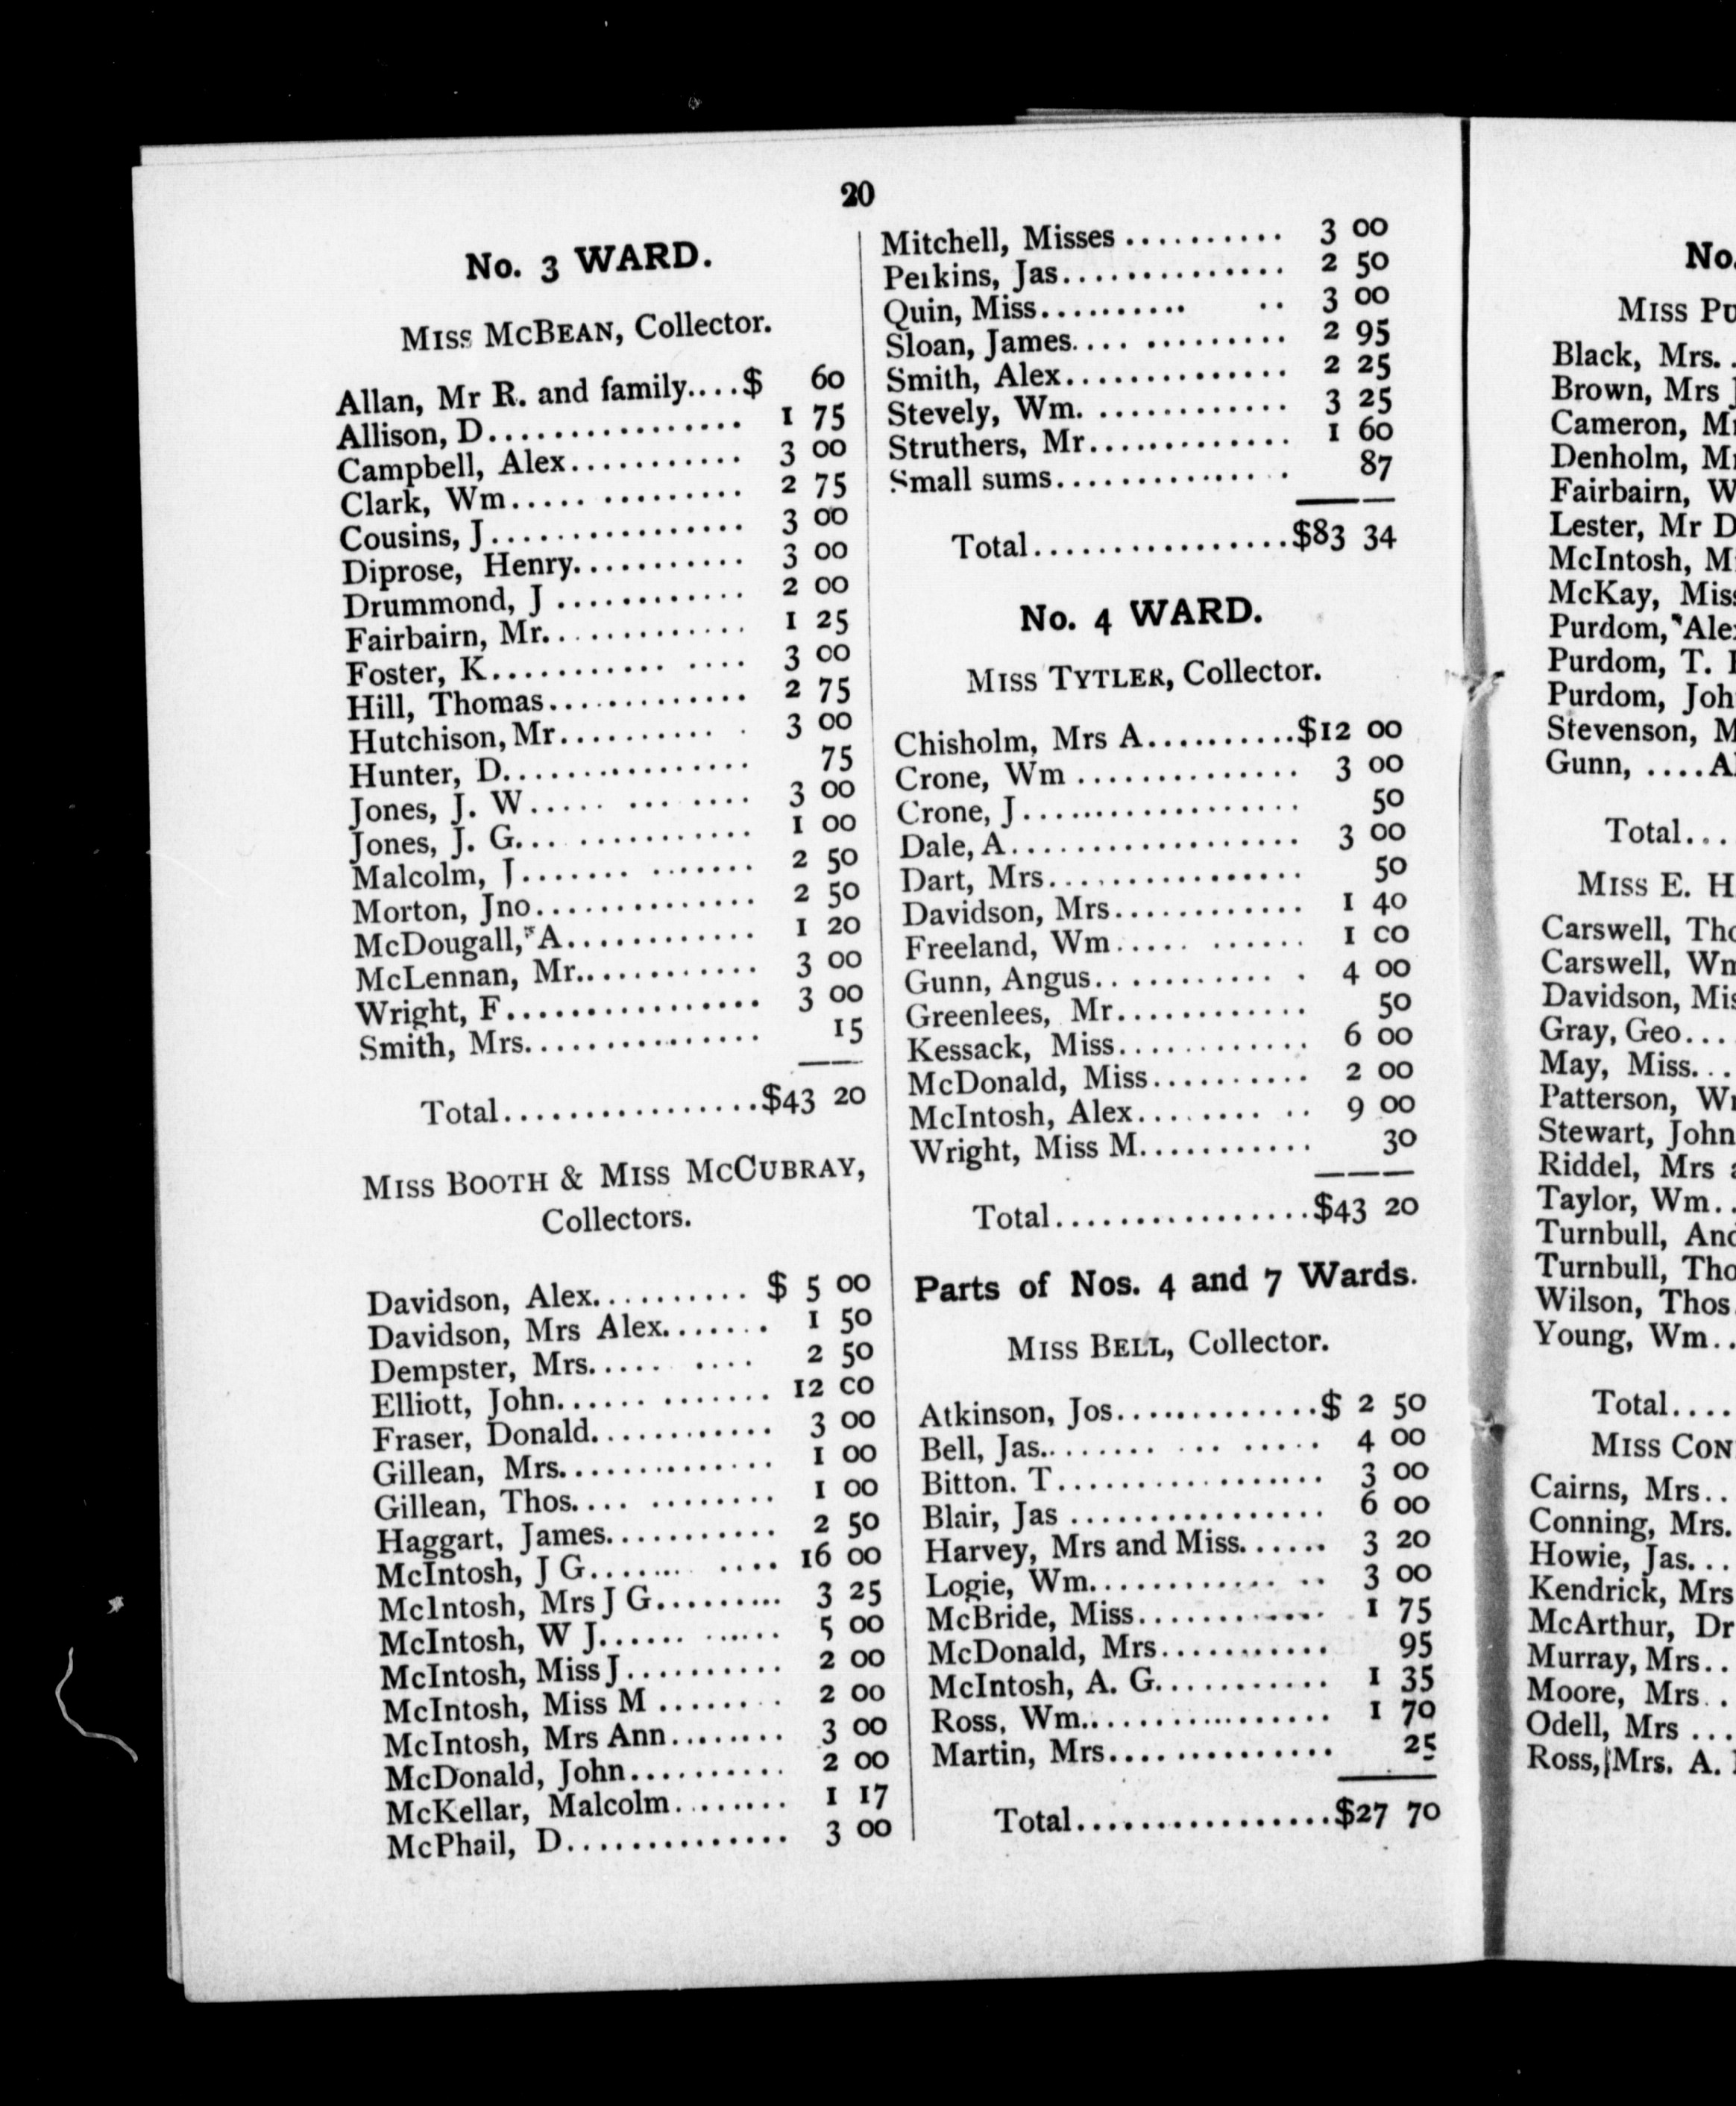 20
No. 3 WARD.
MISS MCBEAN, Collector.
Allan, Mr R. and family....$ 60
Allison, D................ 1 75
Campbell, Alex........... 3 00
Clark, Wm..... ......... 2 75
Cousins, J................ 3 00
Diprose, Henry........... 3 00
Drummond, J ............ 2 00
Fairbairn, Mr............. 1 25
Foster, K........... .... 3 00
Hill, Thomas............. 2 75
Hutchison, Mr.......... . 3 00
Hunter, D................ 75
Jones, J. W..... ... .... 3 00
Jones, J. G... ........... 1 00
Malcolm, J....... ....... 2 50
Morton, Jno.............. 2 50
McDougall, A............ 1 20
McLennan, Mr............ 3 00
Wright, F................ 3 00
Smith, Mrs............... 15
Total................$43 20
MISS BOOTH & MISS MCCUBRAY,
Collectors.
Davidson, Alex.......... $ 5 00
Davidson, Mrs Alex....... 1 50
Dempster, Mrs..... .... 2 50
Elliott, John...... ....... 12 00
Fraser, Donald............ 3 00
Gillean, Mrs.............. 1 00
Gillean, Thos.... ........ 1 00
Haggart, James........... 2 50
McIntosh, J G....... .... 16 00
McIntosh, Mrs J G......... 3 25
McIntosh, W J...... ...... 5 00
McIntosh, Miss J.......... 2 00
McIntosh, Miss M ........ 2 00
McIntosh, Mrs Ann........ 3 00
McDonald, John.......... 2 00
McKellar, Malcolm........ 1 17
McPhail, D.............. 3 00
Mitchell, Misses .......... 3 00
Perkins, Jas.............. 2 50
Quin, Miss.......... .. 3 00
Sloan, James.... ......... 2 95
Smith, Alex.............. 2 25
Stevely, Wm. ............ 3 25
Struthers, Mr............. 1 60
Small sums............... 87
Total................$83 34
No. 4 WARD.
MISS TYTLER, Collector.
Chisholm, Mrs A..........$12 00
Crone, Wm .............. 3 00
Crone, J.................. 50
Dale, A................... 3 00
Dart, Mrs................ 50
Davidson, Mrs............ 1 40
Freeland, Wm..... ...... 1 00
Gunn, Angus............ . 4 00
Greenlees, Mr............ 50
Kessack, Miss............ 6 00
McDonald, Miss.......... 2 00
McIntosh, Alex........ .. 9 00
Wright, Miss M........... 30
Total................$43 20
Parts of Nos. 4 and 7 Wards.
MISS BELL, Collector.
Atkinson, Jos.............$ 2 50
Bell, Jas........ ... ..... 4 00
Bitton. T................. 3 00
Blair, Jas ................ 6 00
Harvey, Mrs and Miss...... 3 20
Logie, Wm............ .. 3 00
McBride, Miss............ 1 75
McDonald, Mrs........... 95
McIntosh, A. G........... 1 35
Ross, Wm................ 1 70
Martin, Mrs.............. 25
Total................$27 70
No.
MISS
Black, Mrs. .
Brown, Mrs
Cameron,
Denholm,
Fairbairn,
Lester, Mr D
McIntosh,
McKay, Miss
Purdom,
Purdom, T.
Purdom,
Stevenson,
Gunn, ....
Total...
MISS E. H
Carswell,
Carswell, Wm
Davidson,
Gray, Geo....
May, Miss...
Patterson,
Stewart, John
Riddel, Mrs
Taylor, Wm..
Turnbull,
Turnbull,
Wilson, Thos.
Young, Wm..
Total....
MISS
Cairns, Mrs..
Conning, Mrs.
Howie, Jas...
Kendrick, Mrs
McArthur, Dr
Murray, Mrs..
Moore, Mrs..
Odell, Mrs ...
Ross, Mrs. A.